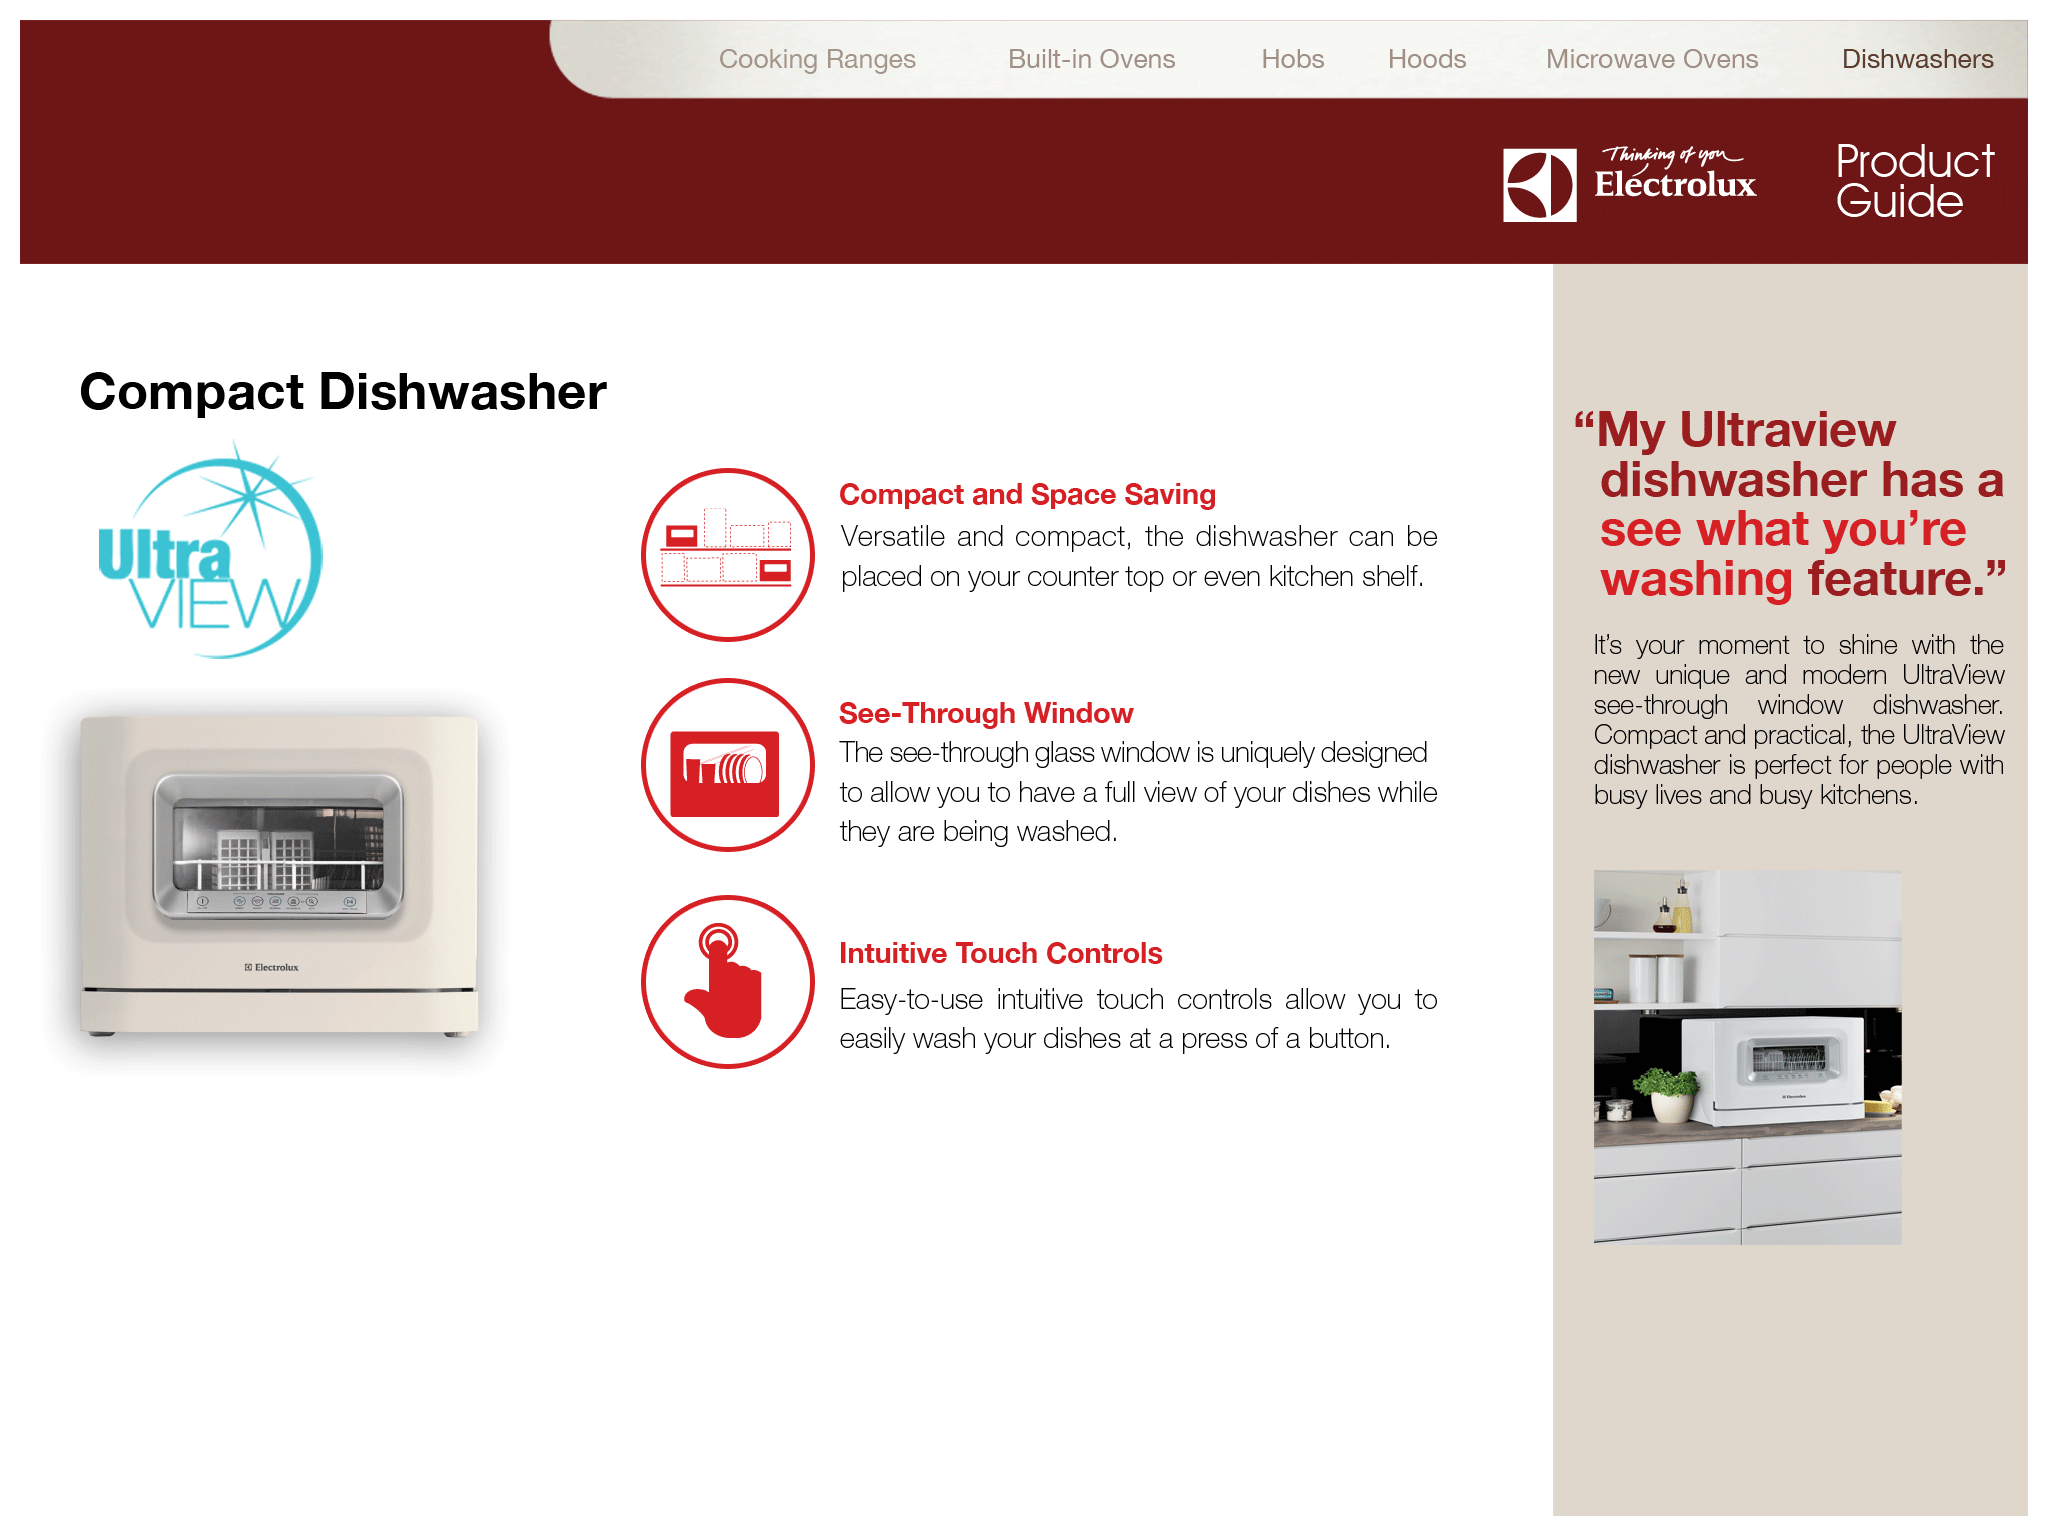 Cooking Ranges Built-in Ovens Hobs Hoods Microwave Ovens Dishwashers
Thinking of you
Electrolux
Product
Guide
Compact Dishwasher
Ultra
VIEW
Electrolux
Compact and Space Saving
Versatile and compact, the dishwasher can be
placed on your counter top or even kitchen shelf.
See-Through Window
The see-through glass window is uniquely designed
to allow you to have a full view of your dishes while
they are being washed.
Intuitive Touch Controls
Easy-to-use intuitive touch controls allow you to
easily wash your dishes at a press of a button.
“My Ultraview
dishwasher has a
see what you’re
washing feature.”
It’s your moment to shine with the
new unique and modern UltraView
see-through window dishwasher.
Compact and practical, the UltraView
dishwasher is perfect for people with
busy lives and busy kitchens.
Electrolux